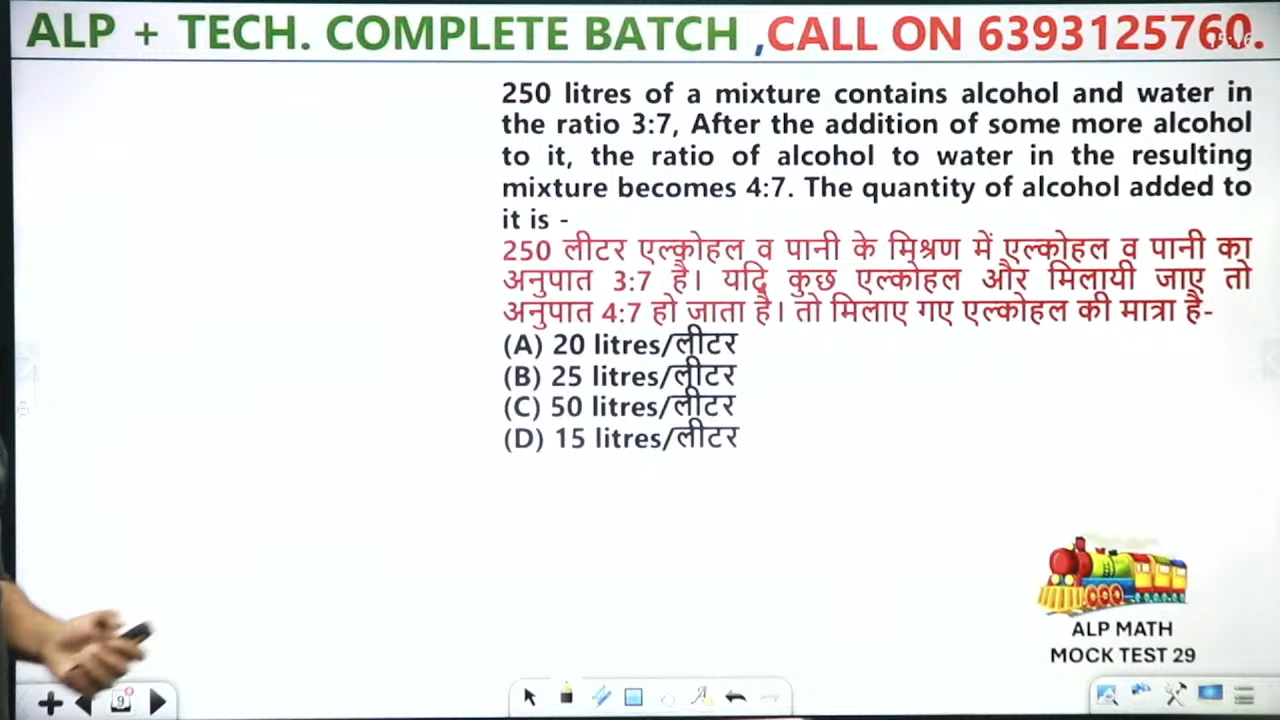 ALP + TECH. COMPLETE BATCH ,CALL ON 6393125760.
250 litres of a mixture contains alcohol and water in
the ratio 3:7, After the addition of some more alcohol
to it, the ratio of alcohol to water in the resulting
mixture becomes 4:7. The quantity of alcohol added to
it is -
250 लीटर एल्कोहल व पानी के मिश्रण में एल्कोहल व पानी का
अनुपात 3:7 है। यदि कुछ एल्कोहल और मिलायी जाए तो
अनुपात 4:7 हो जाता है। तो मिलाए गए एल्कोहल की मात्रा है-
(A) 20 litres/लीटर
(B) 25 litres/लीटर
(C) 50 litres/लीटर
(D) 15 litres/लीटर
ALP MATH
MOCK TEST 29
9